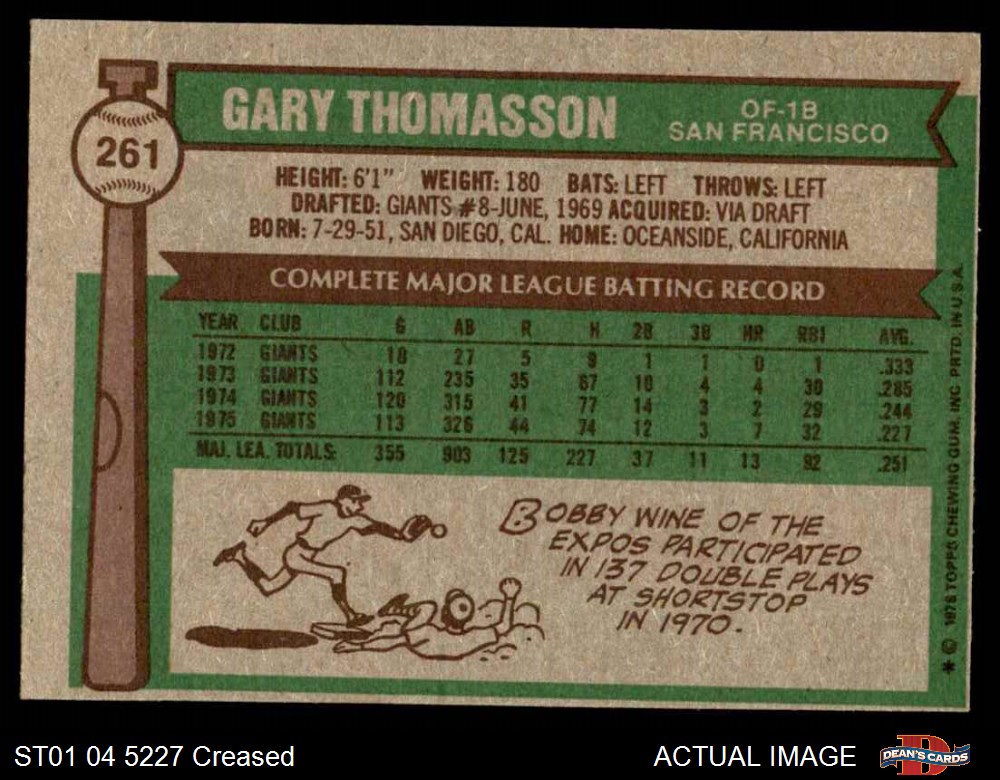 261
GARY THOMASSON
OF-1B
SAN FRANCISCO
HEIGHT: 6'1" WEIGHT: 180 BATS: LEFT THROWS: LEFT
DRAFTED: GIANTS #8-JUNE, 1969 ACQUIRED: VIA DRAFT
BORN: 7-29-51, SAN DIEGO, CAL. HOME: OCEANSIDE, CALIFORNIA
COMPLETE MAJOR LEAGUE BATTING RECORD
YEAR CLUB G AB R H 2B 3B HR RBI AVG.
1972 GIANTS 10 27 5 9 1 1 0 1 .333
1973 GIANTS 112 235 35 67 10 4 4 30 .285
1974 GIANTS 120 315 41 77 14 3 2 29 .244
1975 GIANTS 113 326 44 74 12 3 7 32 .227
MAJ. LEA. TOTALS: 355 903 125 227 37 11 13 92 .251
BOBBY WINE OF THE
EXPOS PARTICIPATED
IN 137 DOUBLE PLAYS
AT SHORTSTOP
IN 1970.
* © 1976 TOPPS CHEWING GUM, INC. PRTD. IN U.S.A.
ST01 04 5227 Creased
ACTUAL IMAGE
D
DEAN'S CARDS